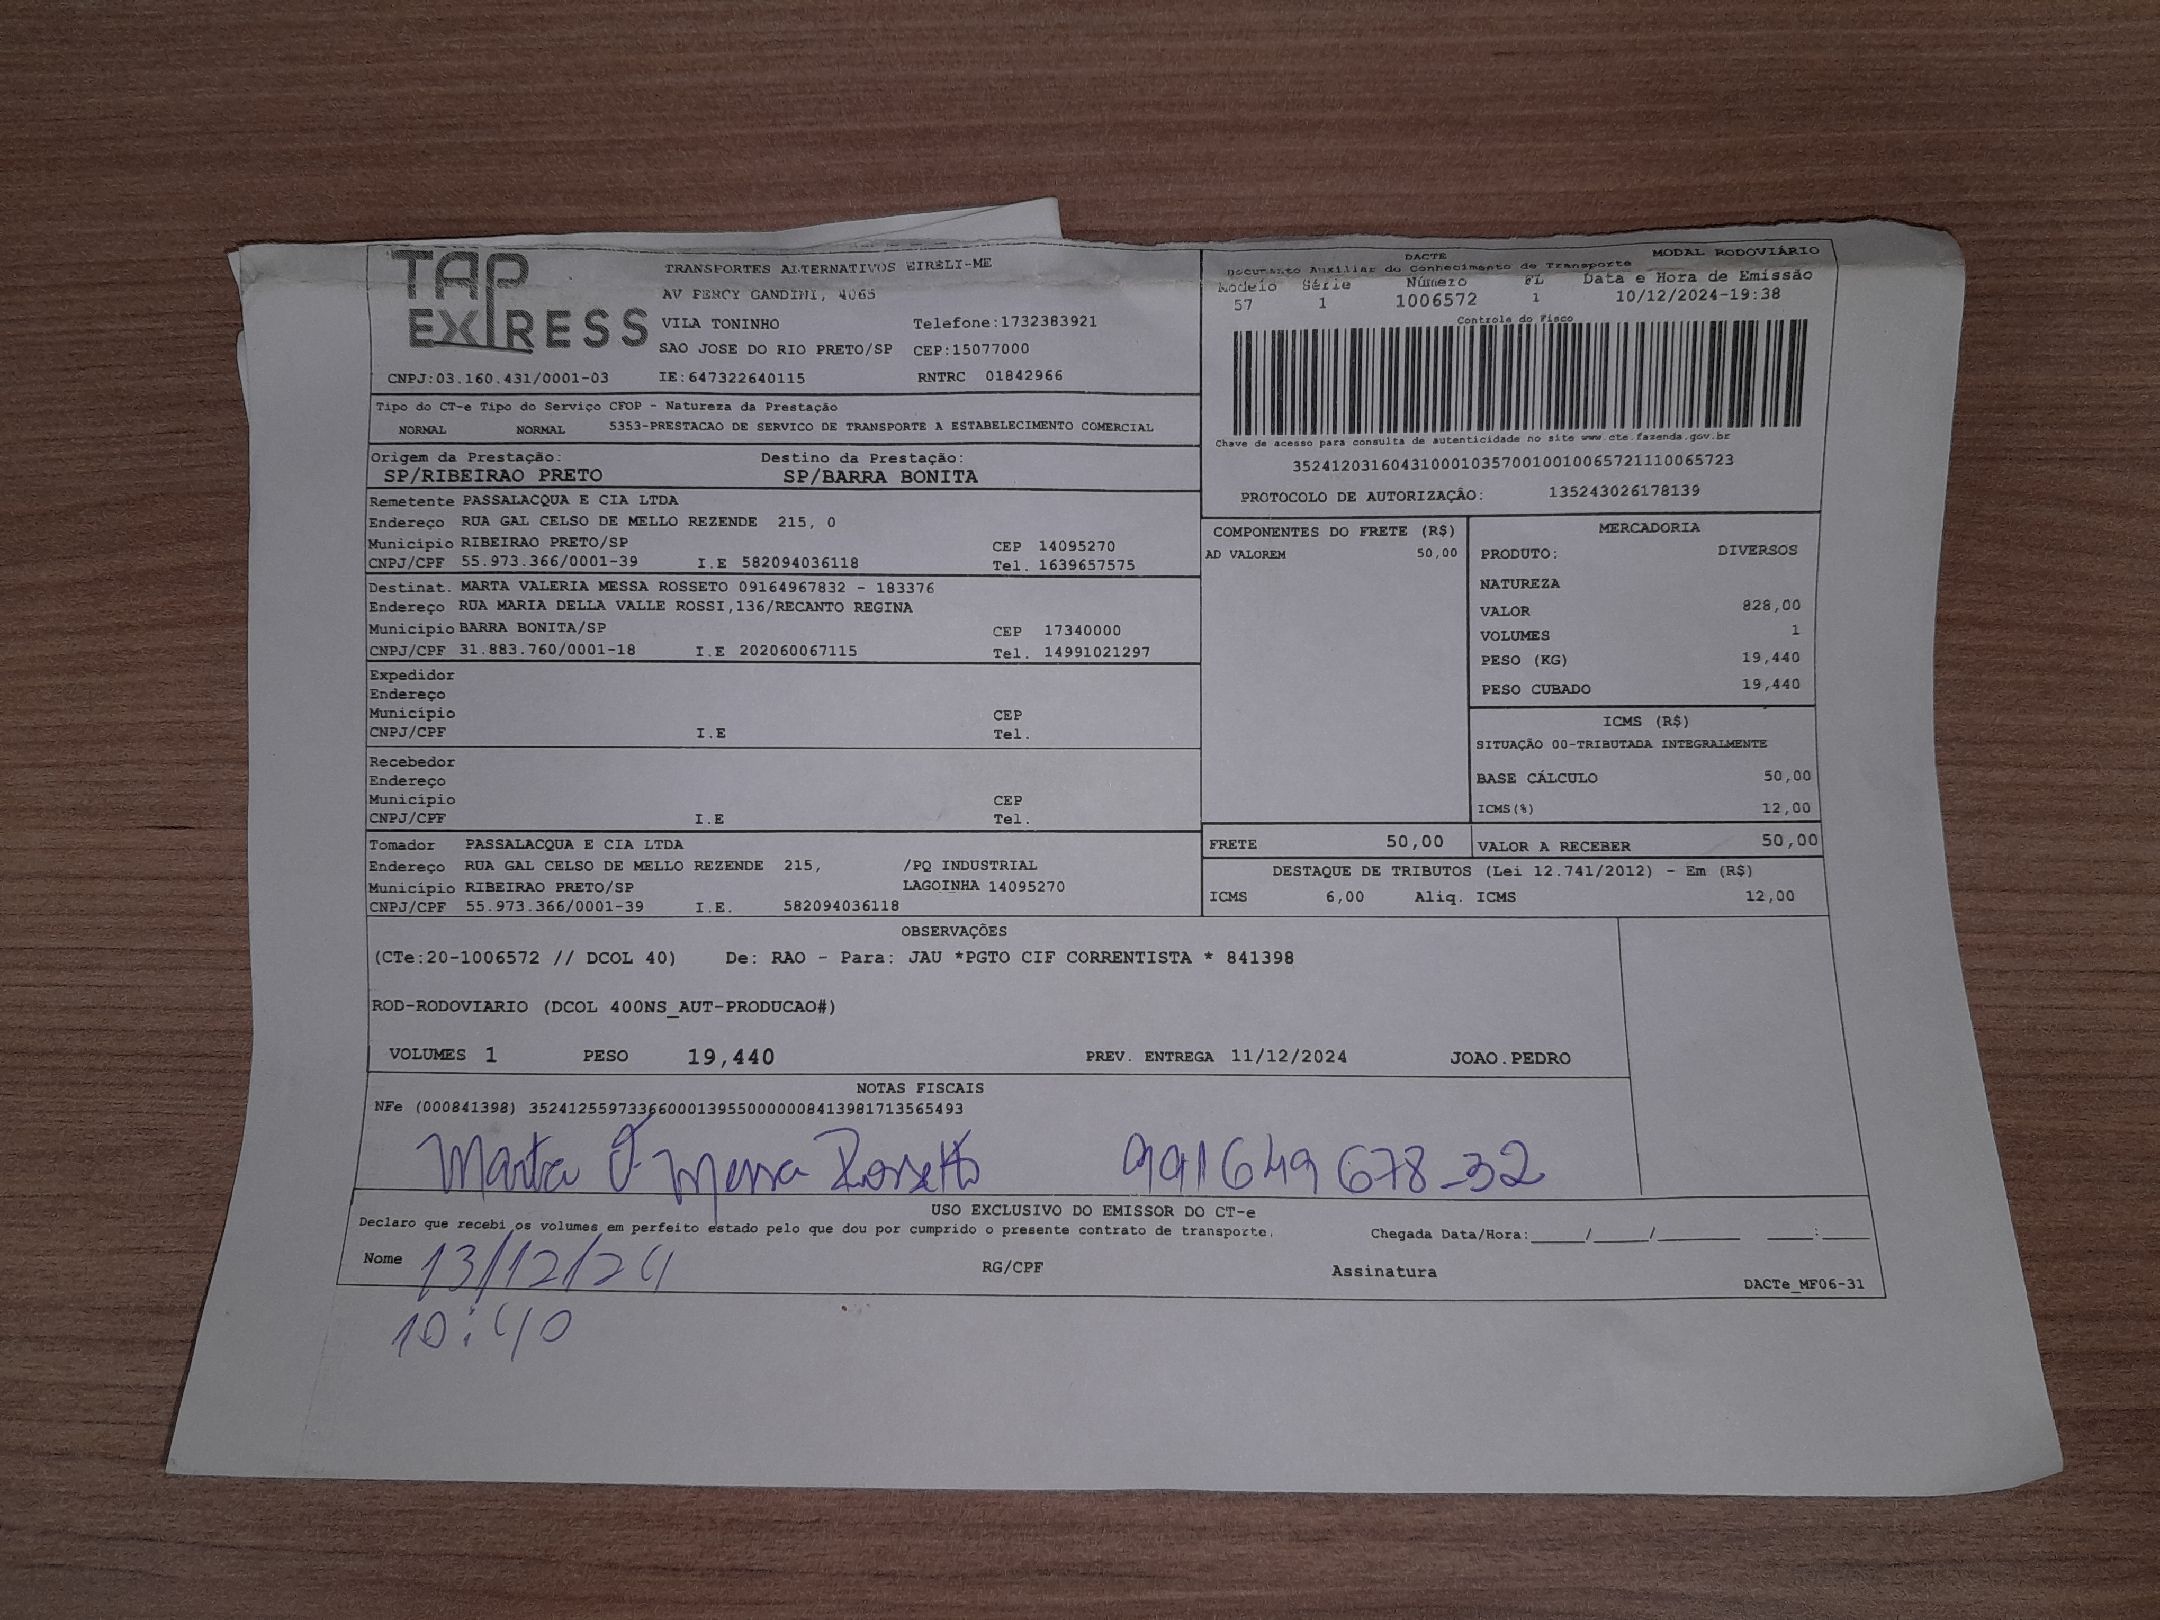 TAP EXPRESS
TRANSPORTES ALTERNATIVOS EIRELI-ME
AV PERCY GANDINI, 4065
VILA TONINHO Telefone:1732383921
SAO JOSE DO RIO PRETO/SP CEP:15077000
CNPJ:03.160.431/0001-03 IE:647322640115 RNTRC 01842966
DACTE MODAL RODOVIÁRIO
Documento Auxiliar do Conhecimento de Transporte
Modelo Série Número FL Data e Hora de Emissão
57 1 1006572 1 10/12/2024-19:38
Controle do Fisco
Chave de acesso para consulta de autenticidade no site www.cte.fazenda.gov.br
35241203160431000103570010010065721110065723
PROTOCOLO DE AUTORIZAÇÃO: 135243026178139
Tipo do CT-e Tipo do Serviço CFOP - Natureza da Prestação
NORMAL NORMAL 5353-PRESTACAO DE SERVICO DE TRANSPORTE A ESTABELECIMENTO COMERCIAL
Origem da Prestação: Destino da Prestação:
SP/RIBEIRAO PRETO SP/BARRA BONITA
Remetente PASSALACQUA E CIA LTDA
Endereço RUA GAL CELSO DE MELLO REZENDE 215, 0
Município RIBEIRAO PRETO/SP CEP 14095270
CNPJ/CPF 55.973.366/0001-39 I.E 582094036118 Tel. 1639657575
Destinat. MARTA VALERIA MESSA ROSSETO 09164967832 - 183376
Endereço RUA MARIA DELLA VALLE ROSSI,136/RECANTO REGINA
Município BARRA BONITA/SP CEP 17340000
CNPJ/CPF 31.883.760/0001-18 I.E 202060067115 Tel. 14991021297
Expedidor
Endereço
Município CEP
CNPJ/CPF I.E Tel.
Recebedor
Endereço
Município CEP
CNPJ/CPF I.E Tel.
Tomador PASSALACQUA E CIA LTDA
Endereço RUA GAL CELSO DE MELLO REZENDE 215, /PQ INDUSTRIAL
Município RIBEIRAO PRETO/SP LAGOINHA 14095270
CNPJ/CPF 55.973.366/0001-39 I.E. 582094036118
COMPONENTES DO FRETE (R$)
AD VALOREM 50,00
MERCADORIA
PRODUTO: DIVERSOS
NATUREZA
VALOR 828,00
VOLUMES 1
PESO (KG) 19,440
PESO CUBADO 19,440
ICMS (R$)
SITUAÇÃO 00-TRIBUTADA INTEGRALMENTE
BASE CÁLCULO 50,00
ICMS(%) 12,00
FRETE 50,00 VALOR A RECEBER 50,00
DESTAQUE DE TRIBUTOS (Lei 12.741/2012) - Em (R$)
ICMS 6,00 Aliq. ICMS 12,00
OBSERVAÇÕES
(CTe:20-1006572 // DCOL 40) De: RAO - Para: JAU *PGTO CIF CORRENTISTA * 841398
ROD-RODOVIARIO (DCOL 400NS_AUT-PRODUCAO#)
VOLUMES 1 PESO 19,440 PREV. ENTREGA 11/12/2024 JOAO.PEDRO
NOTAS FISCAIS
NFe (000841398) 35241255973366000139550000008413981713565493
Marta V Messa Rossetto 991649678-32
USO EXCLUSIVO DO EMISSOR DO CT-e
Declaro que recebi os volumes em perfeito estado pelo que dou por cumprido o presente contrato de transporte. Chegada Data/Hora:_____/_____/________ ____:_____
Nome 13/12/24 RG/CPF Assinatura
DACTe_MF06-31
10:40